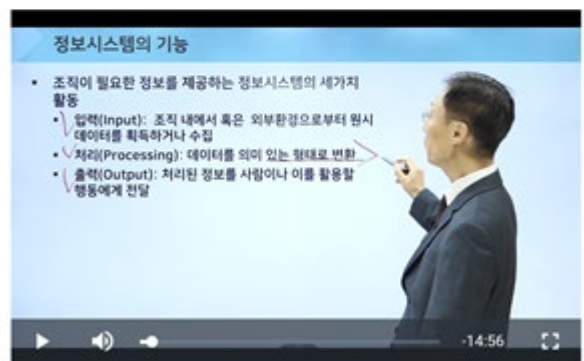 정보시스템의 기능
• 조직이 필요한 정보를 제공하는 정보시스템의 세가지
활동
• 입력(Input): 조직 내에서 혹은 외부환경으로부터 원시
데이터를 획득하거나 수집
• 처리(Processing): 데이터를 의미 있는 형태로 변환
• 출력(Output): 처리된 정보를 사람이나 이를 활용할
행동에게 전달
-14:56